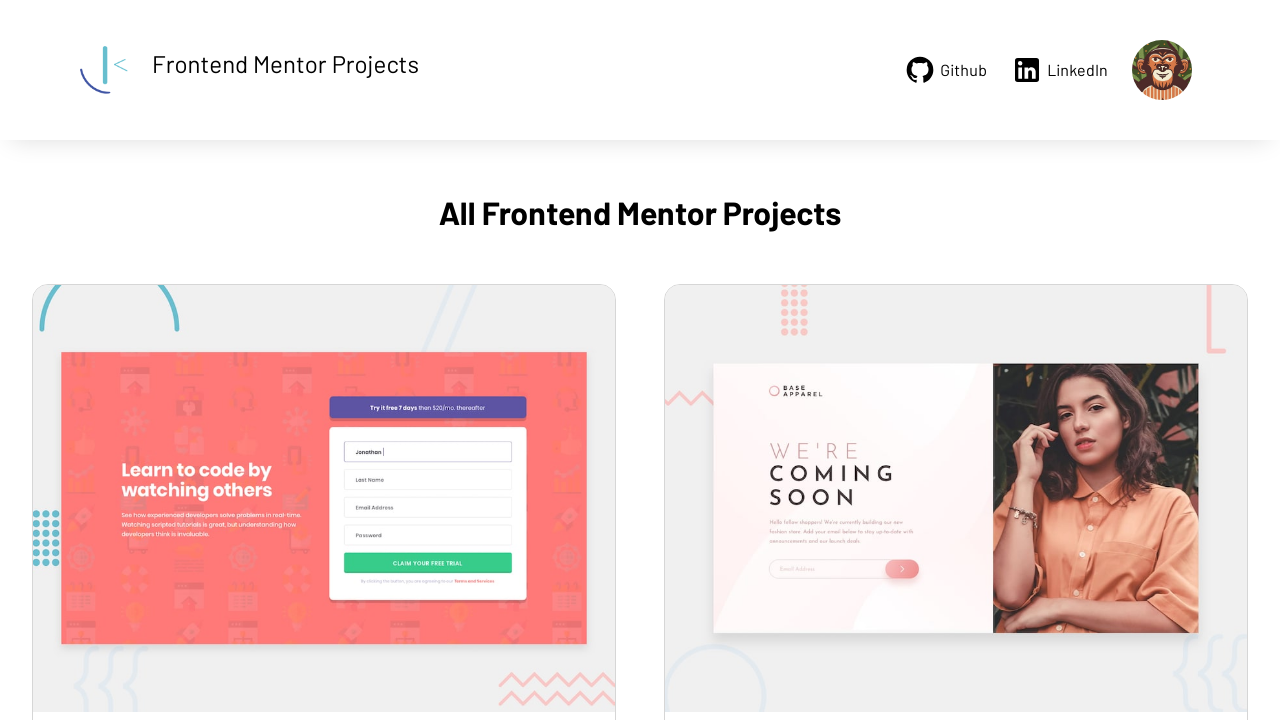 Frontend Mentor Projects
Github
LinkedIn
All Frontend Mentor Projects
Try it free 7 days then $20/mo. thereafter
Jonathan
Learn to code by
watching others
Last Name
See how experienced developers solve problems in real-time.
Watching scripted tutorials is great, but understanding how
developers think is invaluable.
Email Address
Password
CLAIM YOUR FREE TRIAL
By clicking the button, you are agreeing to our Terms and Services
BASE
APPAREL
WE'RE
COMING
SOON
Hello fellow shoppers! We're currently building our new
fashion store. Add your email below to stay up-to-date with
announcements and our launch deals.
Email Address